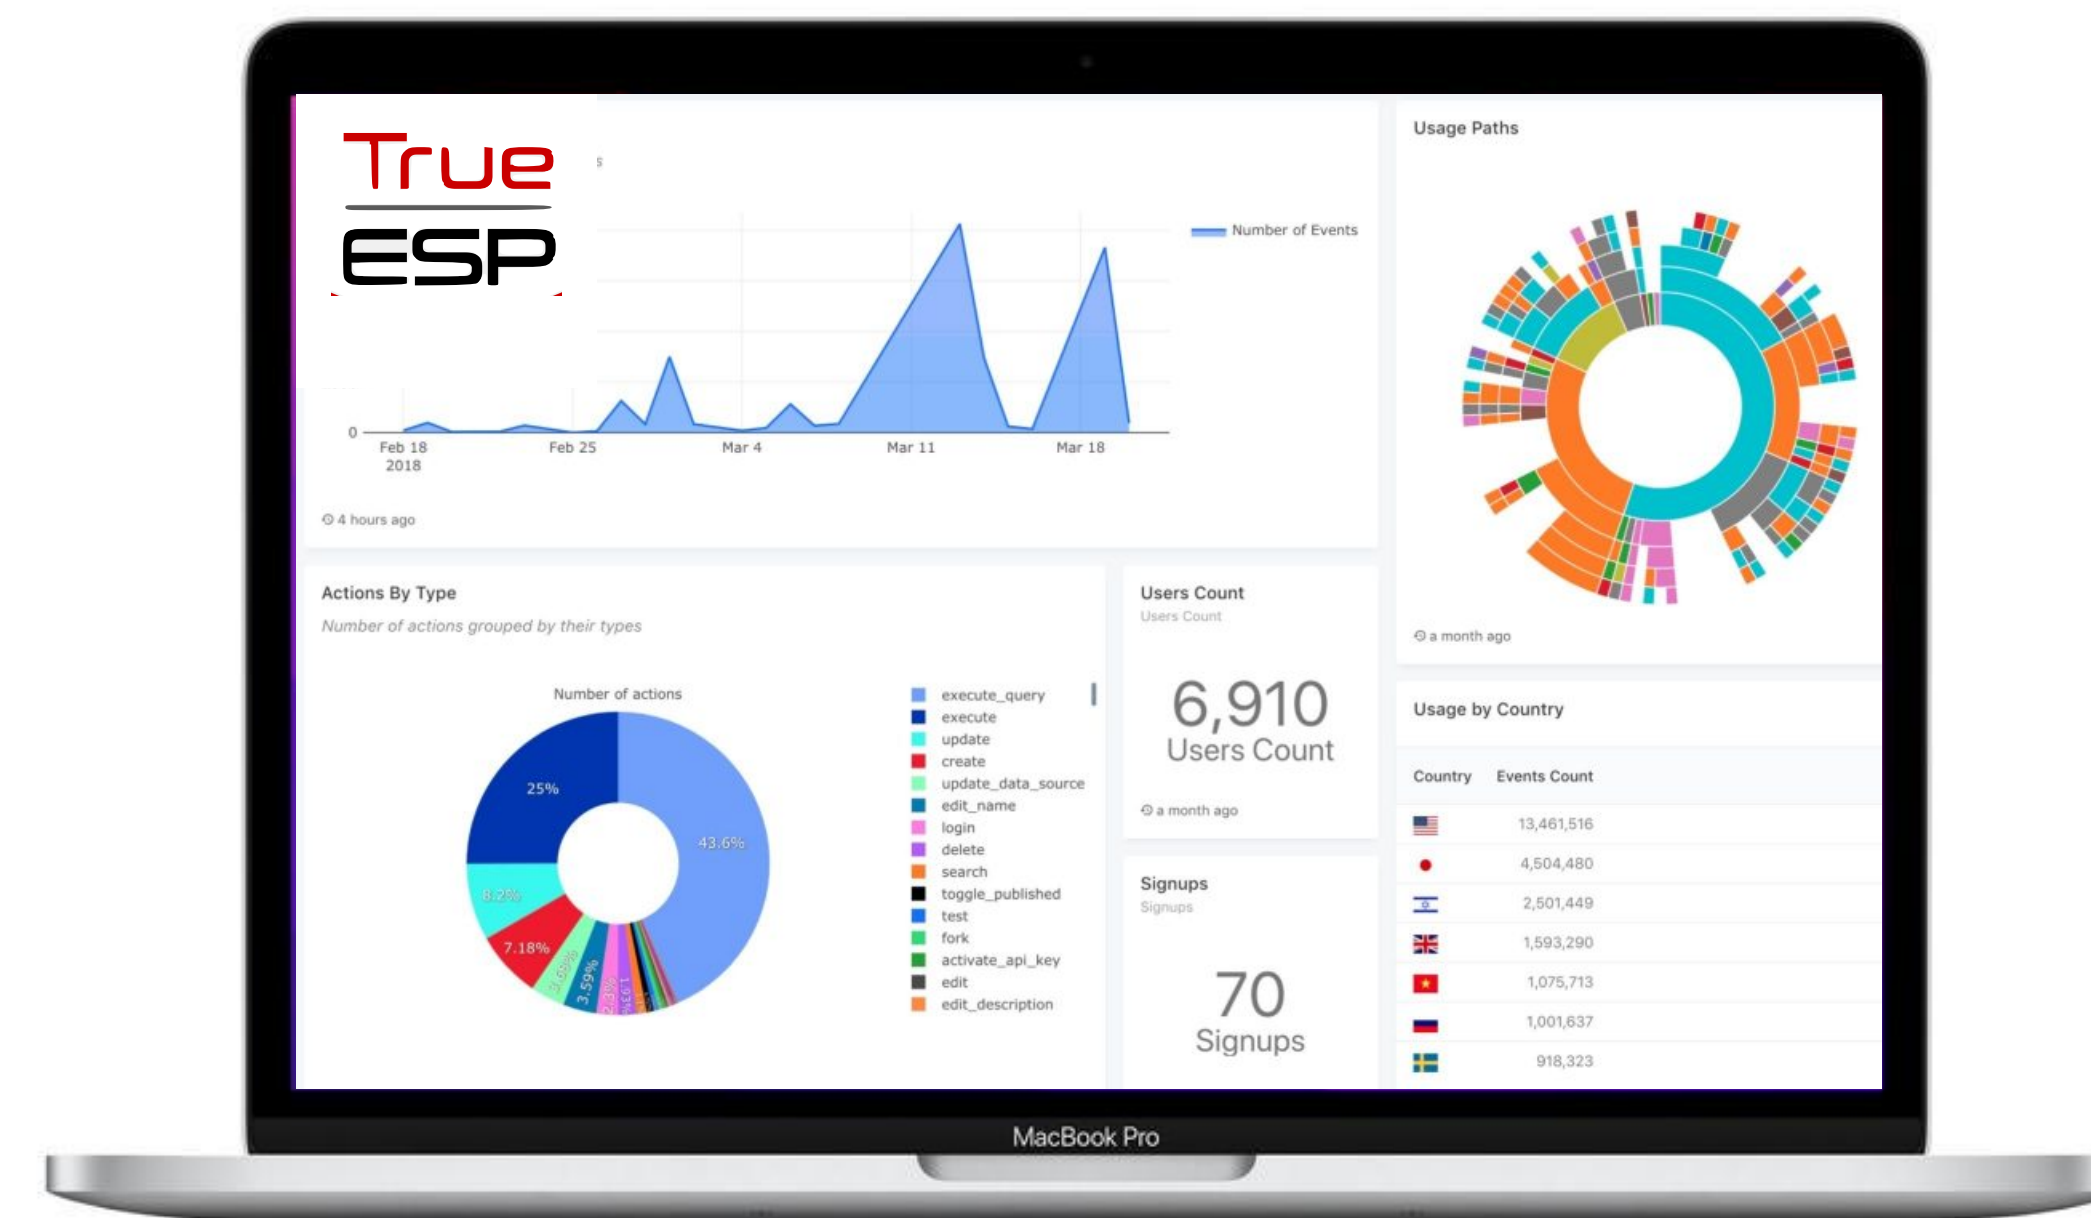 True
ESP
s
Number of Events
0
Feb 18
2018
Feb 25
Mar 4
Mar 11
Mar 18
4 hours ago
Usage Paths
a month ago
Actions By Type
Number of actions grouped by their types
Number of actions
43.6%
25%
8.2%
7.18%
3.59%
2.3%
1.93%
execute_query
execute
update
create
update_data_source
edit_name
login
delete
search
toggle_published
test
fork
activate_api_key
edit
edit_description
Users Count
Users Count
6,910
Users Count
a month ago
Signups
Signups
70
Signups
Usage by Country
Country Events Count
13,461,516
4,504,480
2,501,449
1,593,290
1,075,713
1,001,637
918,323
MacBook Pro